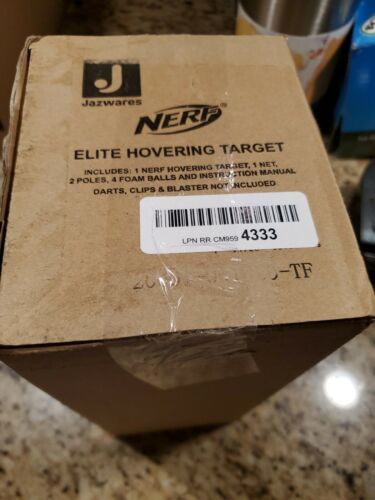 J
Jazwares
NERF®
ELITE HOVERING TARGET
INCLUDES: 1 NERF HOVERING TARGET, 1 NET,
2 POLES, 4 FOAM BALLS AND INSTRUCTION MANUAL
DARTS, CLIPS & BLASTER NOT INCLUDED
LPN RR CM959 4333
-TF